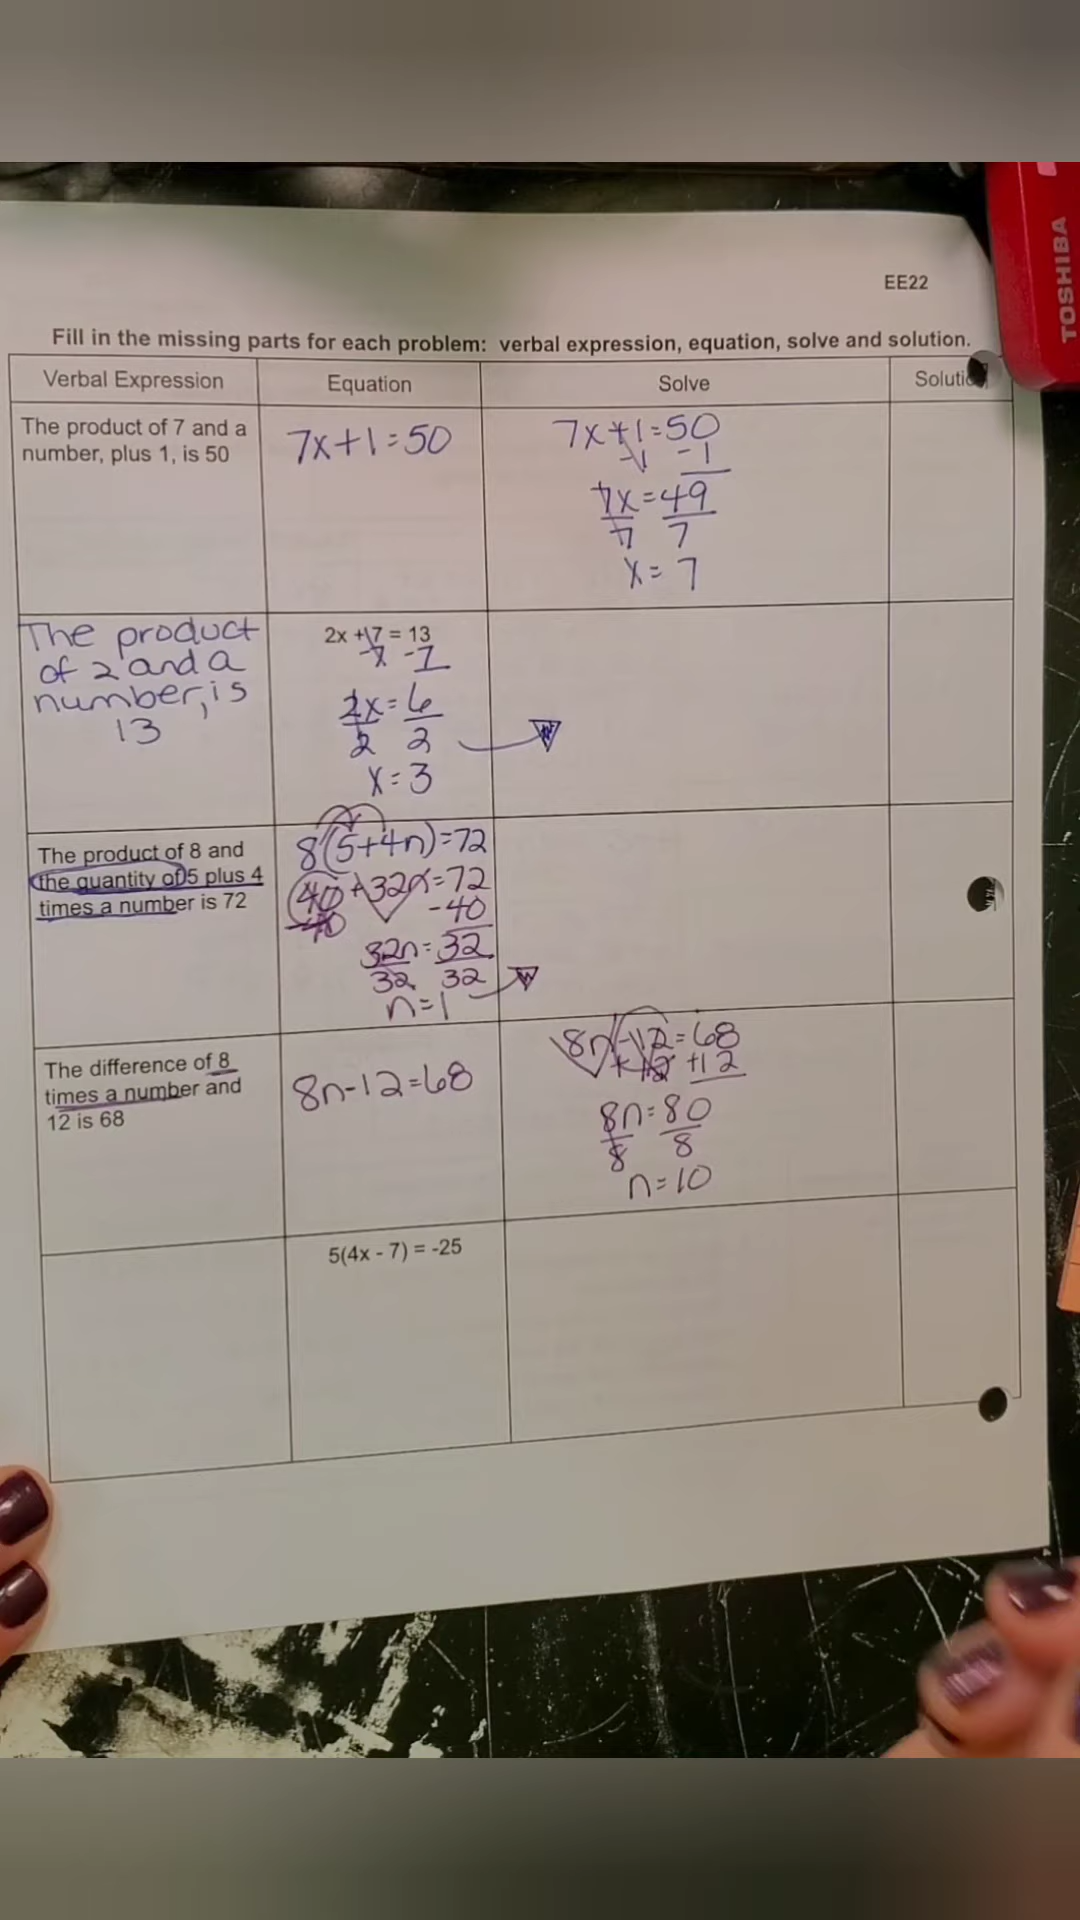 TOSHIBA
EE22
Fill in the missing parts for each problem: verbal expression, equation, solve and solution.
Verbal Expression
Equation
Solve
Solutio
The product of 7 and a
number, plus 1, is 50
7x+1=50
7x+1=50
-1 -1
7x=49
7 7
x=7
The product
of 2 and a
number, is
13
2x + 7 = 13
-7 -7
2x=6
2 2
x=3
The product of 8 and
the quantity of 5 plus 4
times a number is 72
8(5+4n)=72
40+32n=72
-40 -40
32n=32
32 32
n=1
The difference of 8
times a number and
12 is 68
8n-12=68
8n-12=68
+12 +12
8n=80
8 8
n=10
5(4x - 7) = -25